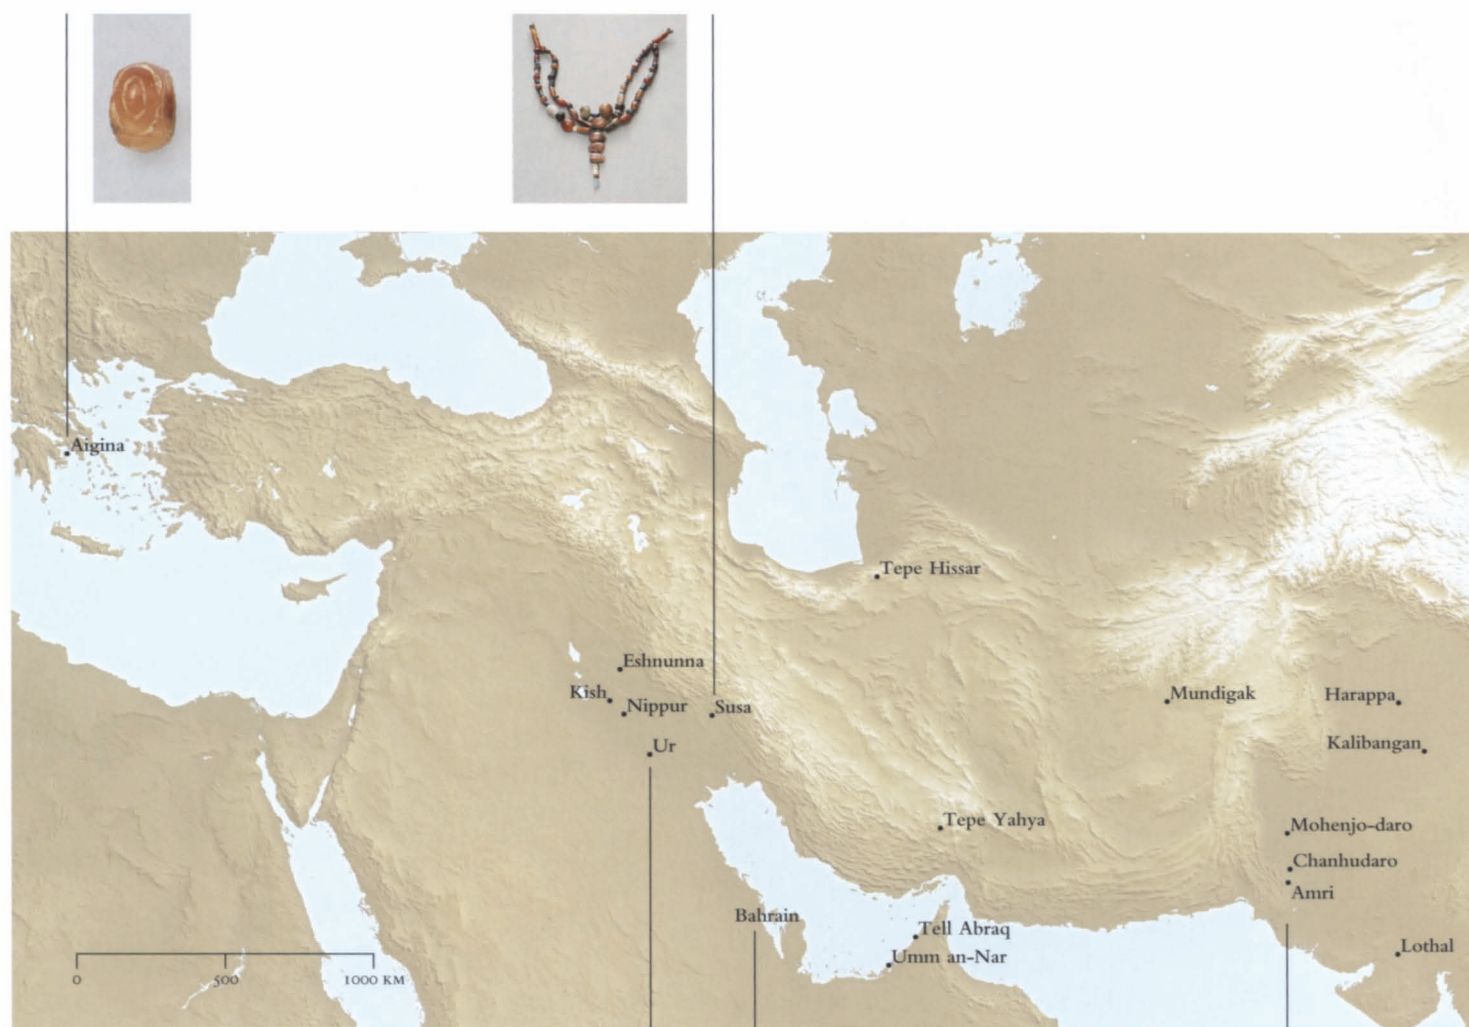 Aigina
Tepe Hissar
Eshnunna
Kish
Nippur
Susa
Mundigak
Harappa
Ur
Kalibangan
Tepe Yahya
Mohenjo-daro
Chanhudaro
Amri
Bahrain
Tell Abraq
Umm an-Nar
Lothal
0 500 1000 KM